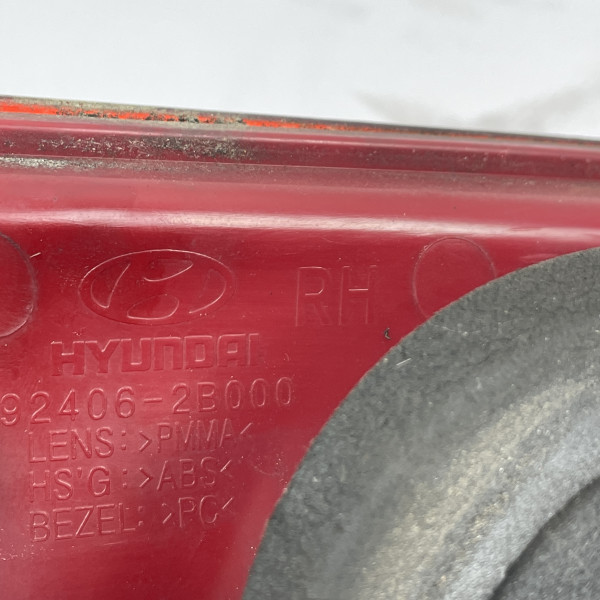 RH
HYUNDAI
92406-2B000
LENS: >PMMA<
HS'G: >ABS<
BEZEL: >PC<